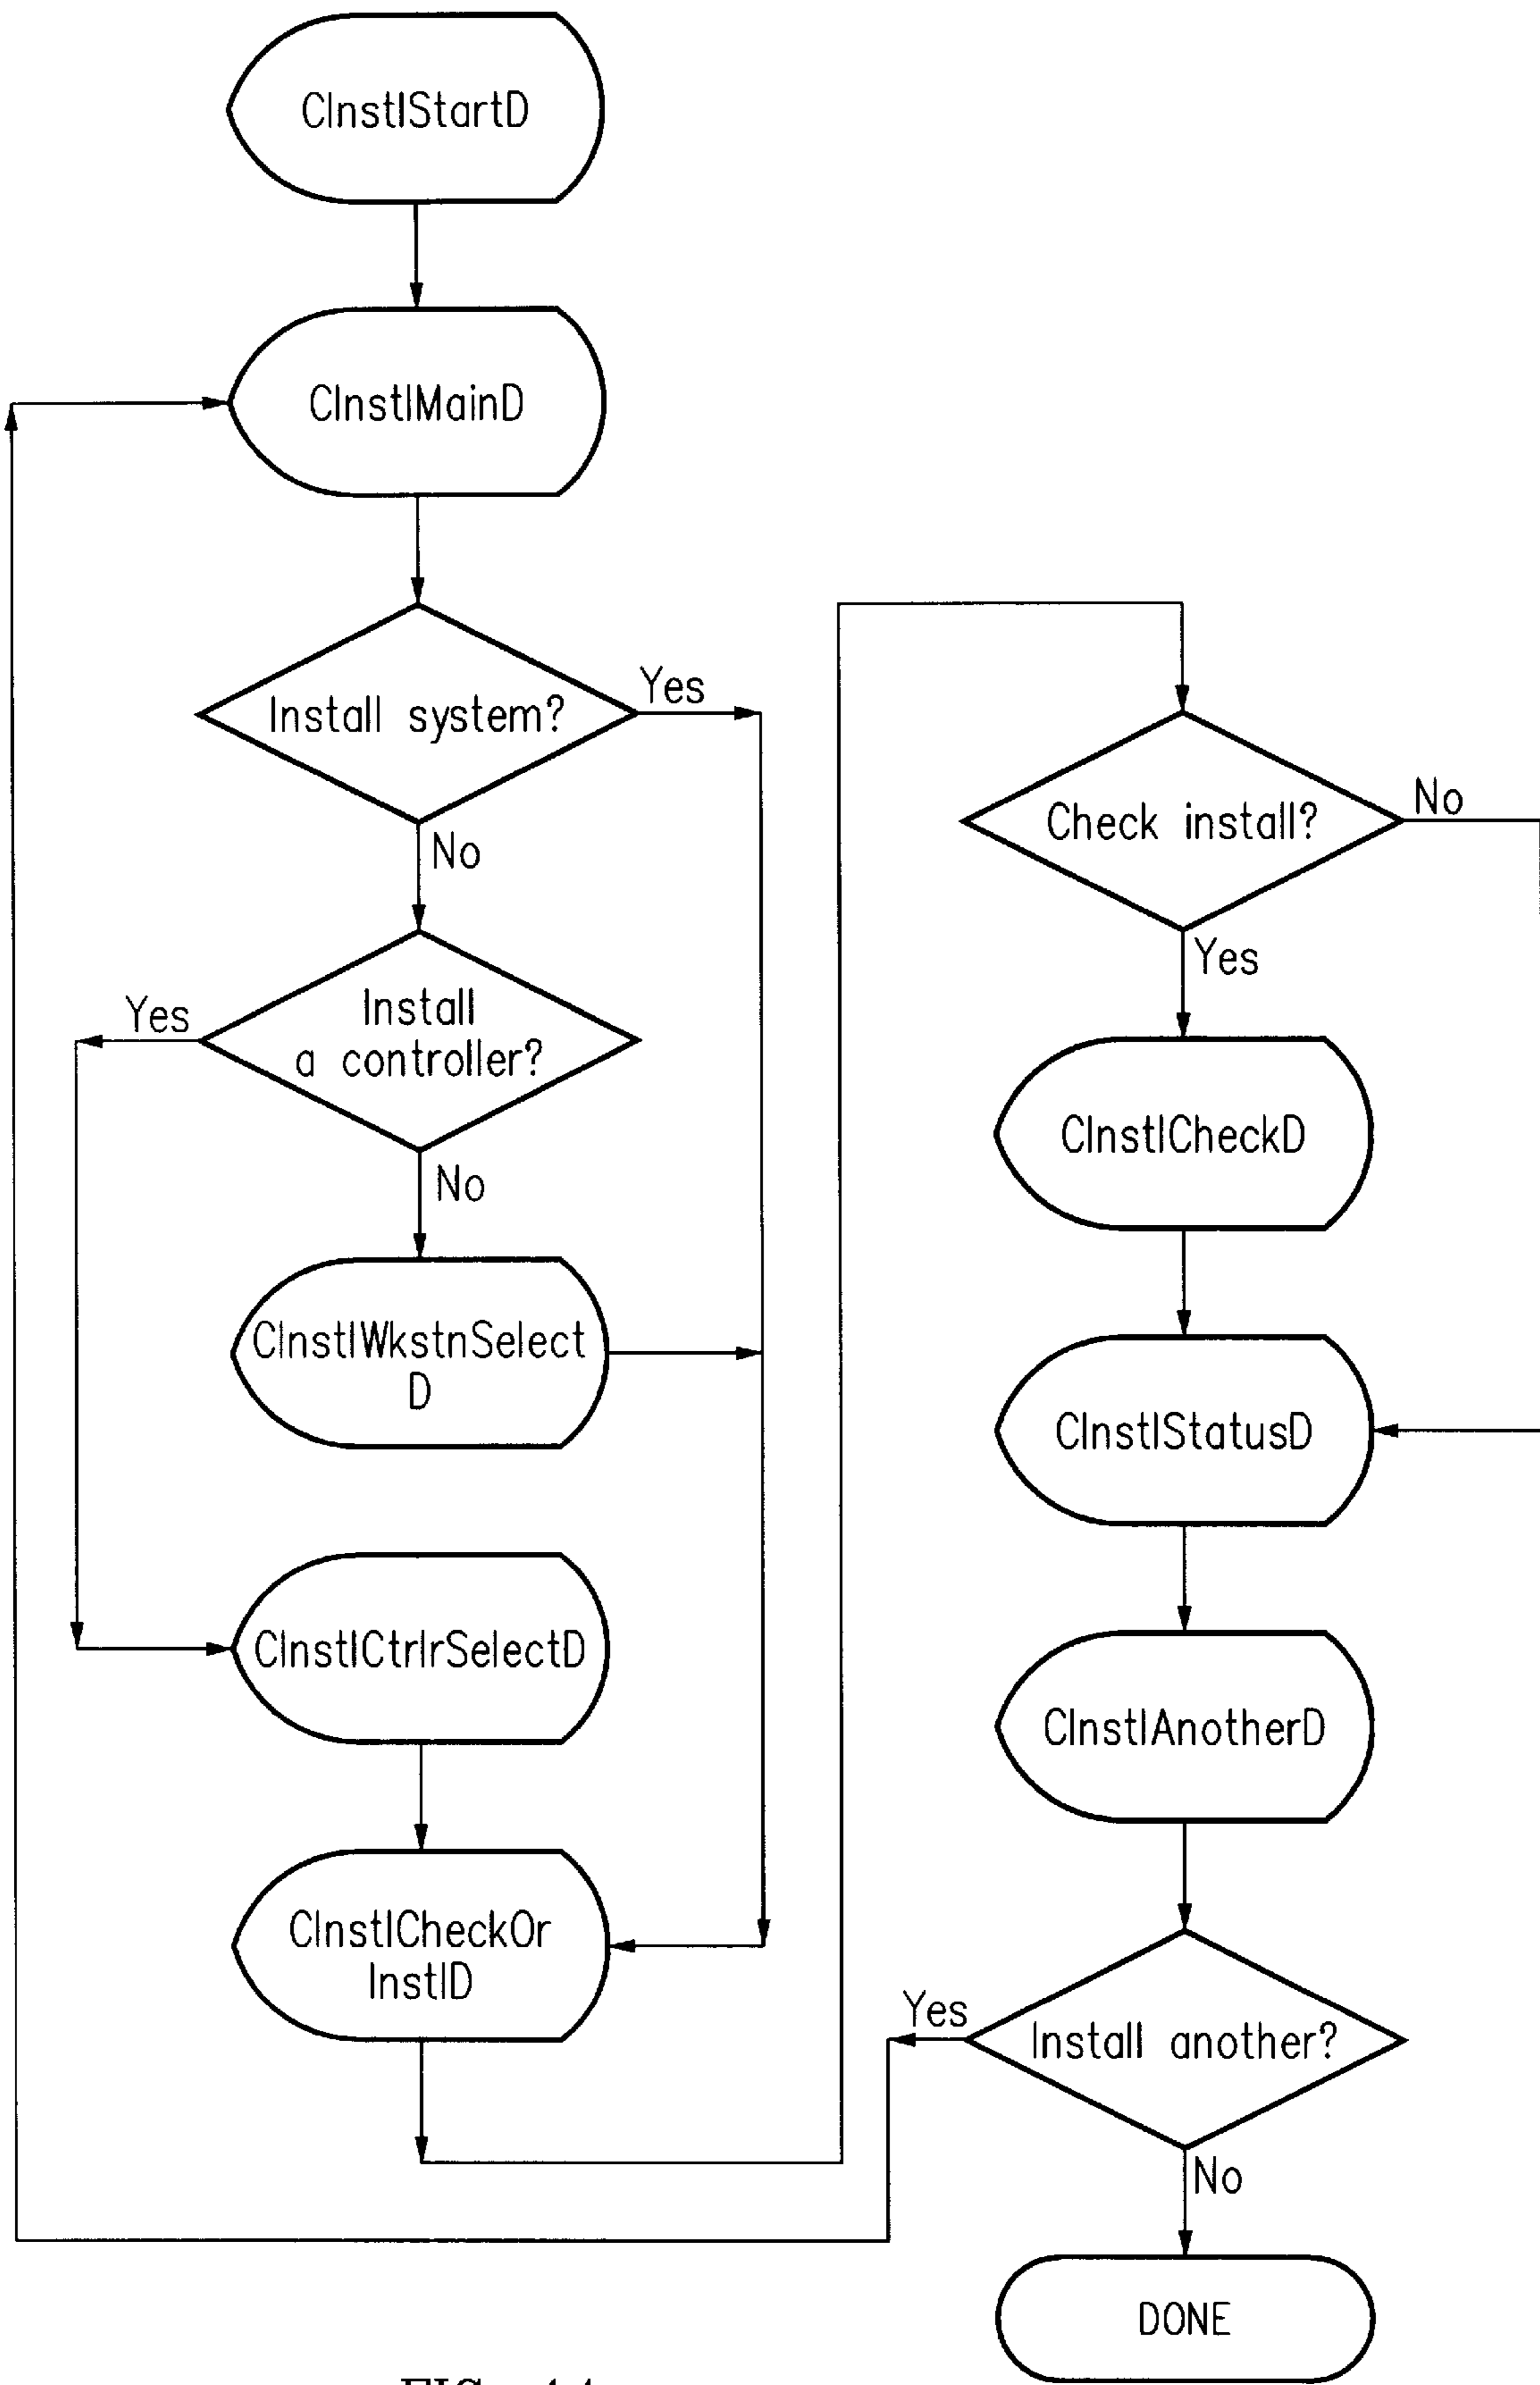 CInstlStartD
CInstlMainD
Install system?
Yes
No
Install
a controller?
Yes
No
CInstlWkstnSelect
D
CInstlCtrlrSelectD
CInstlCheckOr
InstlD
Check install?
No
Yes
CInstlCheckD
CInstlStatusD
CInstlAnotherD
Install another?
Yes
No
DONE